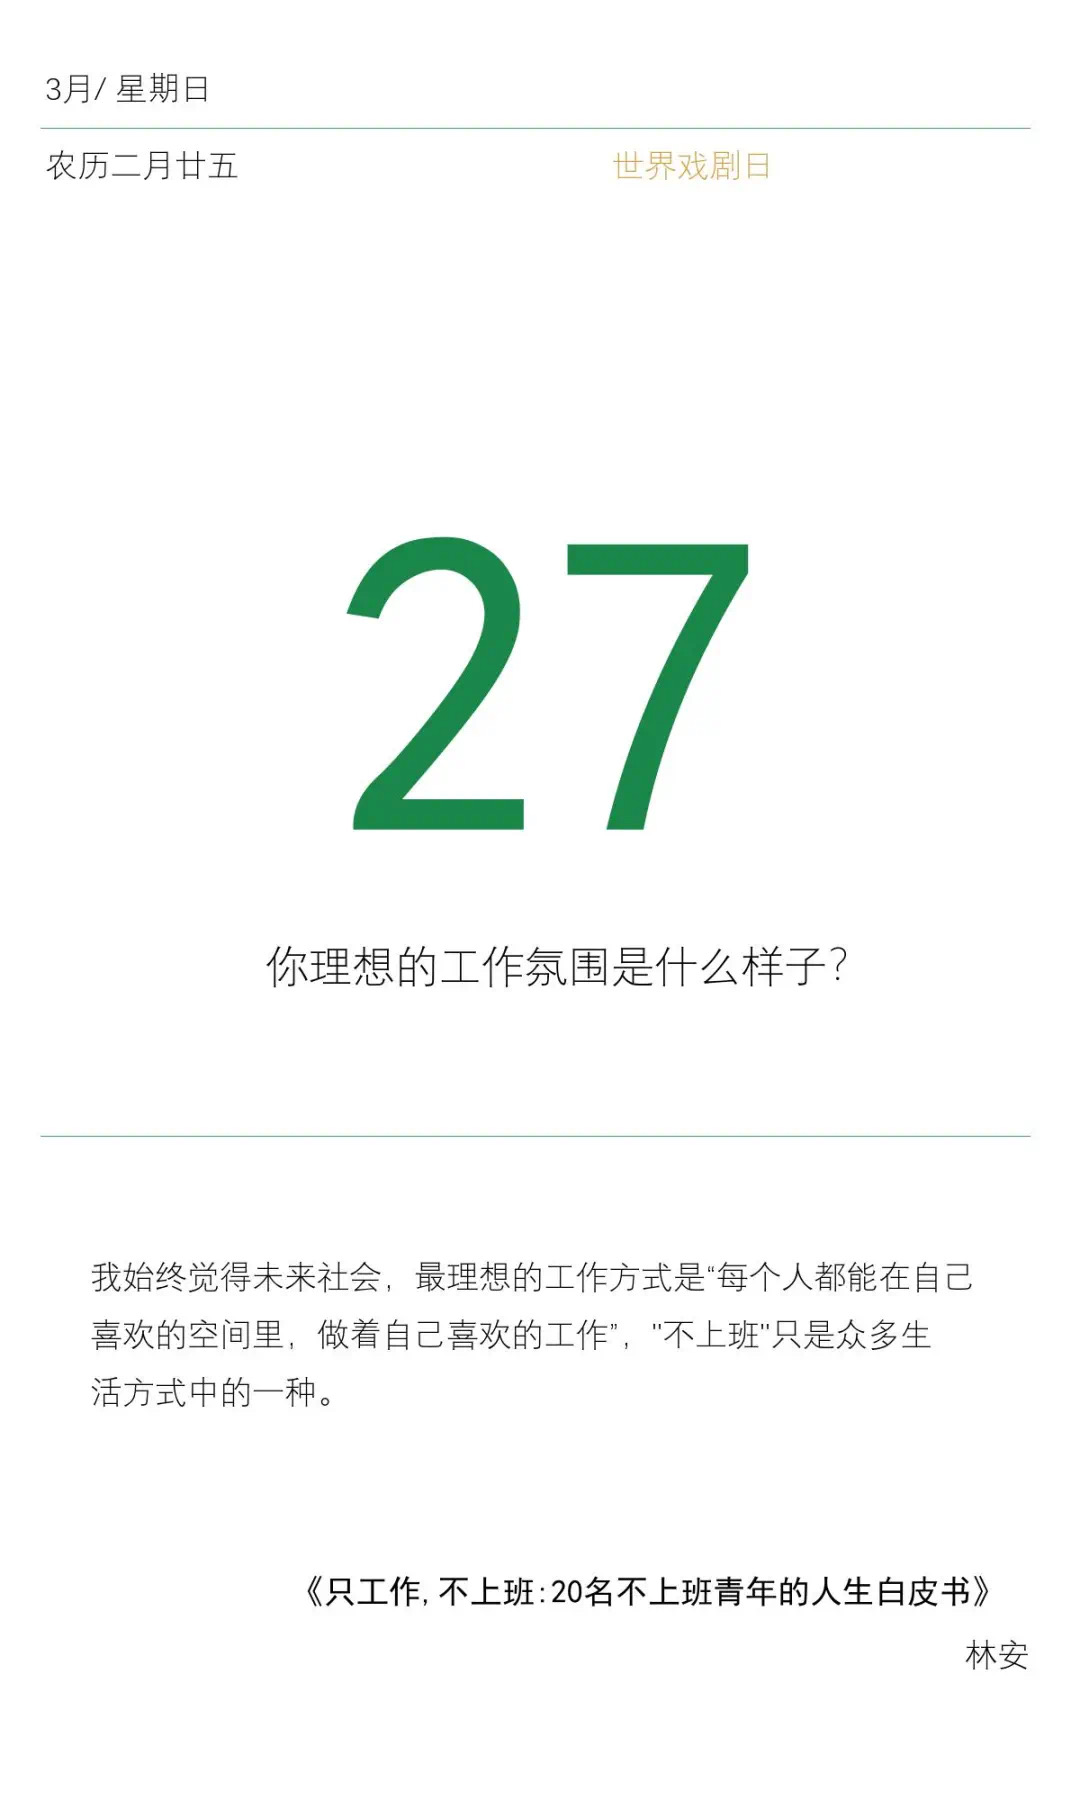 3月/ 星期日
农历二月廿五
世界戏剧日
27
你理想的工作氛围是什么样子?
我始终觉得未来社会，最理想的工作方式是“每个人都能在自己
喜欢的空间里，做着自己喜欢的工作”，"不上班"只是众多生
活方式中的一种。
《只工作,不上班:20名不上班青年的人生白皮书》
林安